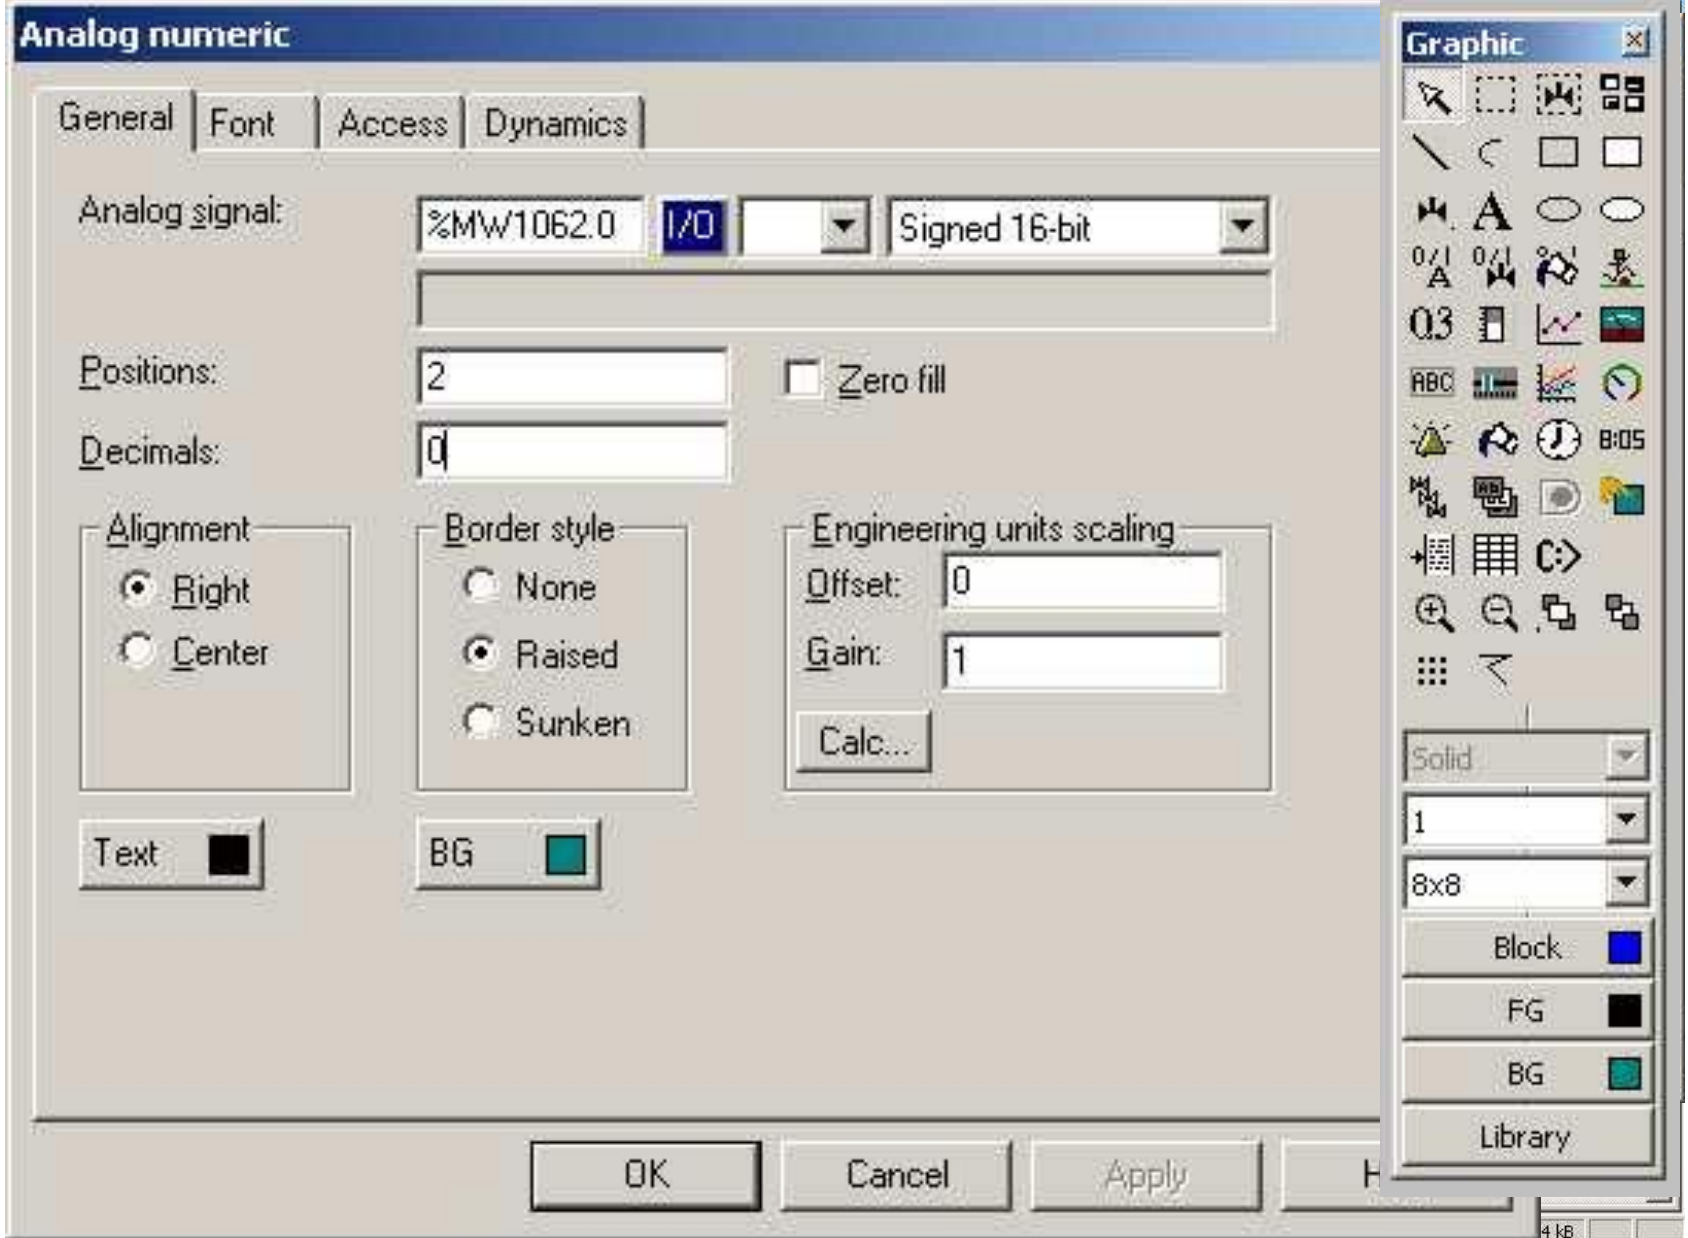 Analog numeric
General Font Access Dynamics
Analog signal: %MW1062.0 I/O Signed 16-bit
Positions: 2 Zero fill
Decimals: 0
Alignment Border style Engineering units scaling
Right None Offset: 0
Center Raised Gain: 1
Sunken Calc...
Text BG
OK Cancel Apply
Graphic
A
0/1 A 0/1
03
ABC
8:05
C:>
Solid
1
8x8
Block
FG
BG
Library
4 kB